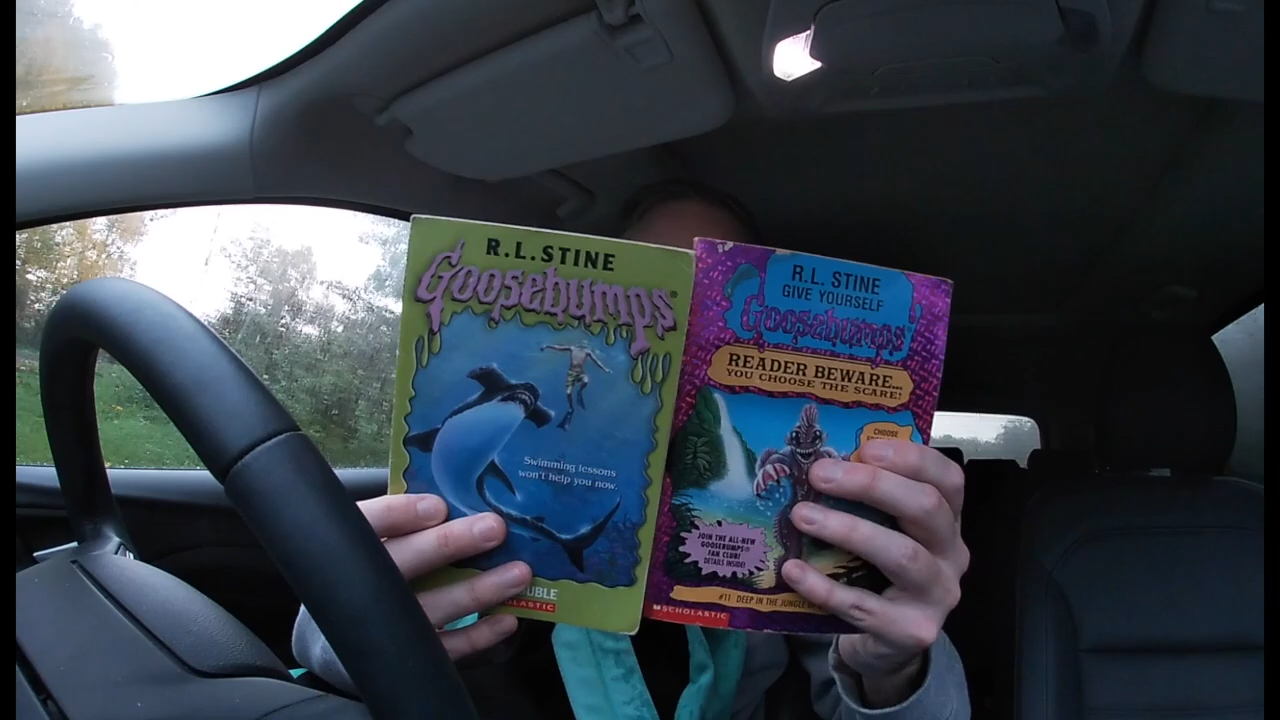 R.L.STINE
Goosebumps®
Swimming lessons
won't help you now.
UBLE
LASTIC
R.L. STINE
GIVE YOURSELF
Goosebumps®
READER BEWARE...
YOU CHOOSE THE SCARE!
CHOOSE
JOIN THE ALL-NEW
GOOSEBUMPS®
FAN CLUB!
DETAILS INSIDE!
#11 DEEP IN THE JUNGLE
SCHOLASTIC